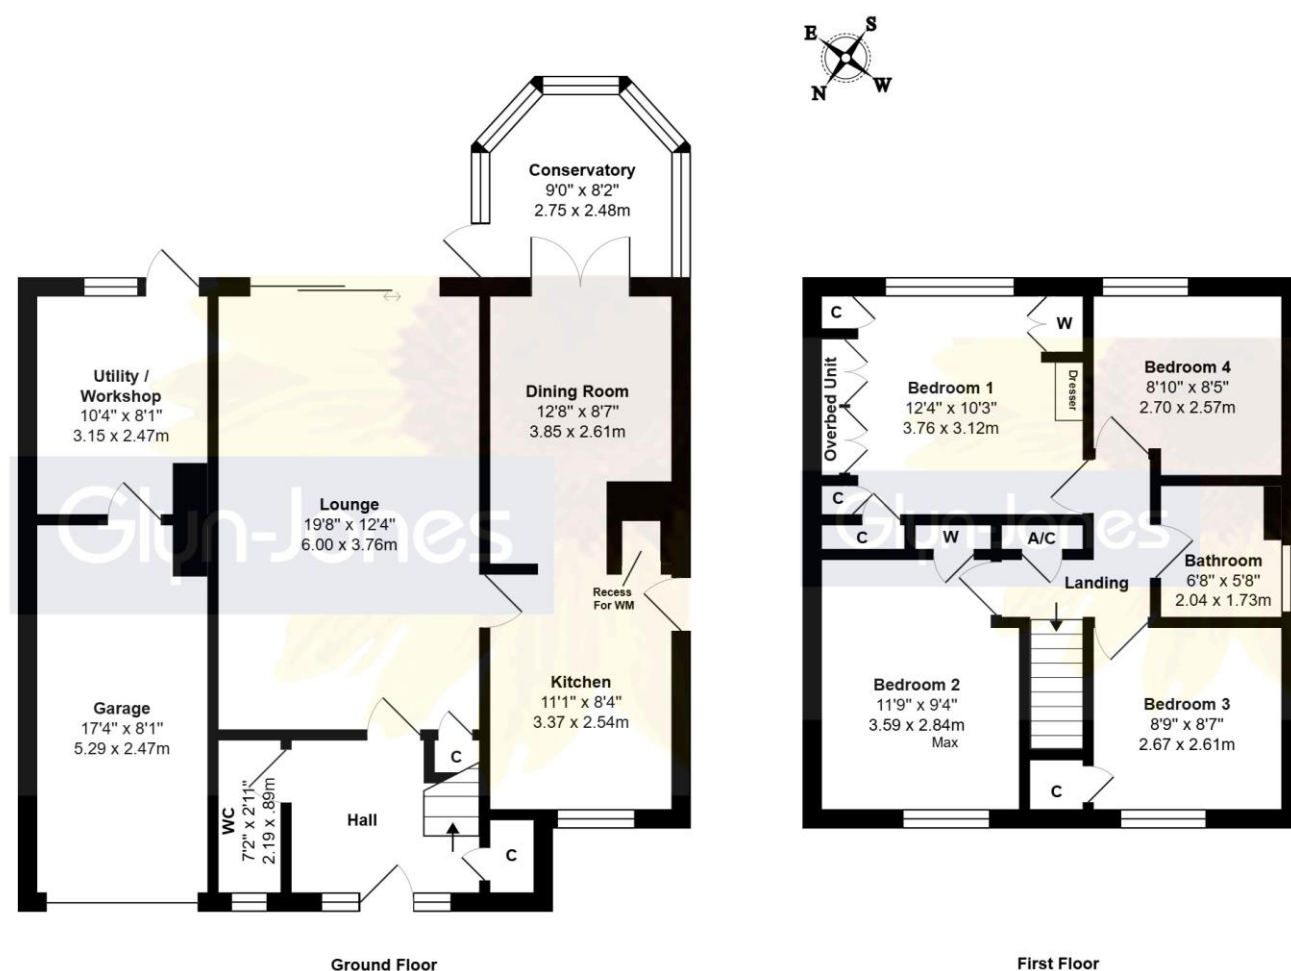 E
S
N
W
Conservatory
9'0" x 8'2"
2.75 x 2.48m
Utility /
Workshop
10'4" x 8'1"
3.15 x 2.47m
Dining Room
12'8" x 8'7"
3.85 x 2.61m
Lounge
19'8" x 12'4"
6.00 x 3.76m
Recess
For WM
Kitchen
11'1" x 8'4"
3.37 x 2.54m
Garage
17'4" x 8'1"
5.29 x 2.47m
C
WC
7'2" x 2'11"
2.19 x .89m
Hall
C
Ground Floor
C
W
Overbed Unit
Bedroom 1
12'4" x 10'3"
3.76 x 3.12m
Dresser
Bedroom 4
8'10" x 8'5"
2.70 x 2.57m
C
C
W
A/C
Landing
Bathroom
6'8" x 5'8"
2.04 x 1.73m
Bedroom 2
11'9" x 9'4"
3.59 x 2.84m
Max
Bedroom 3
8'9" x 8'7"
2.67 x 2.61m
C
First Floor
Glyn-Jones